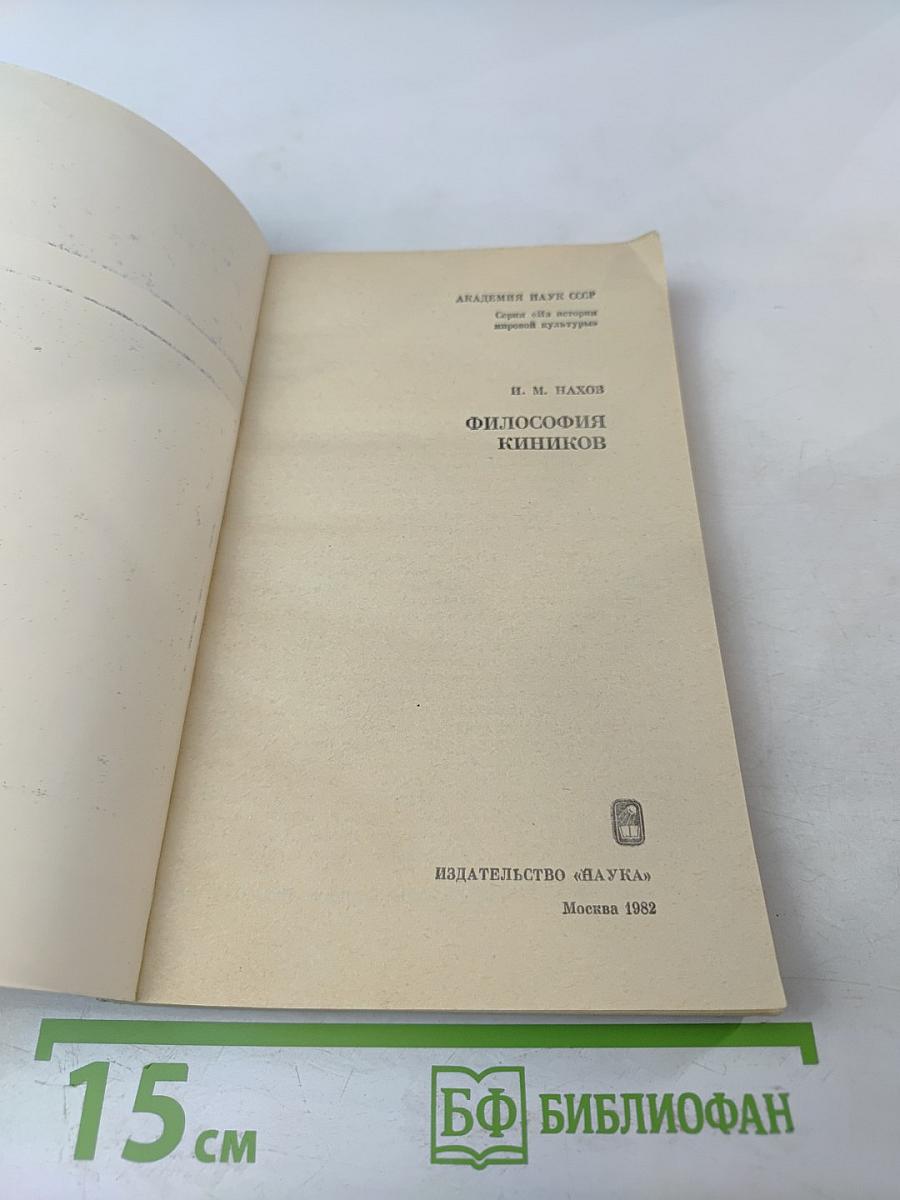 АКАДЕМИЯ НАУК СССР
Серия «Из истории
мировой культуры»
И. М. НАХОВ
ФИЛОСОФИЯ
КИНИКОВ
ИЗДАТЕЛЬСТВО «НАУКА»
Москва 1982
15 см
БФ БИБЛИОФАН